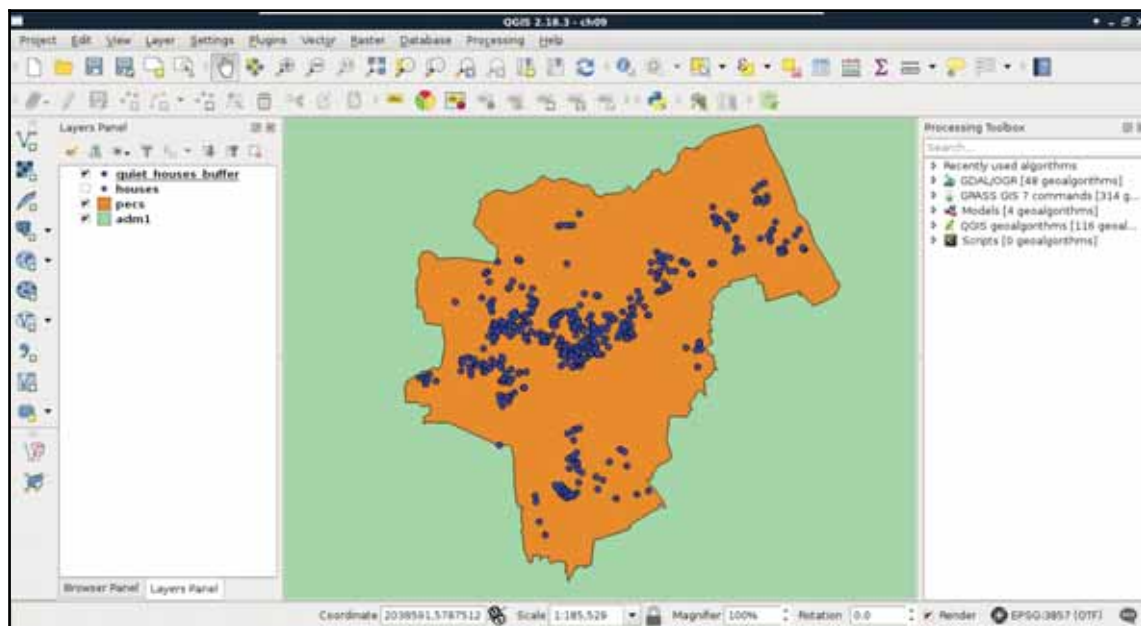 QGIS 2.18.3 - ch09
Project Edit View Layer Settings Plugins Vector Raster Database Processing Help
Layers Panel
quiet_houses_buffer
houses
pecs
adm1
Browser Panel Layers Panel
Processing Toolbox
Search...
Recently used algorithms
GDAL/OGR [48 geoalgorithms]
GRASS GIS 7 commands [314 g...
Models [4 geoalgorithms]
QGIS geoalgorithms [116 geoal...
Scripts [0 geoalgorithms]
Coordinate 2038591,5787512 Scale 1:185,529 Magnifier 100% Rotation 0.0 Render EPSG:3857 (OTF)